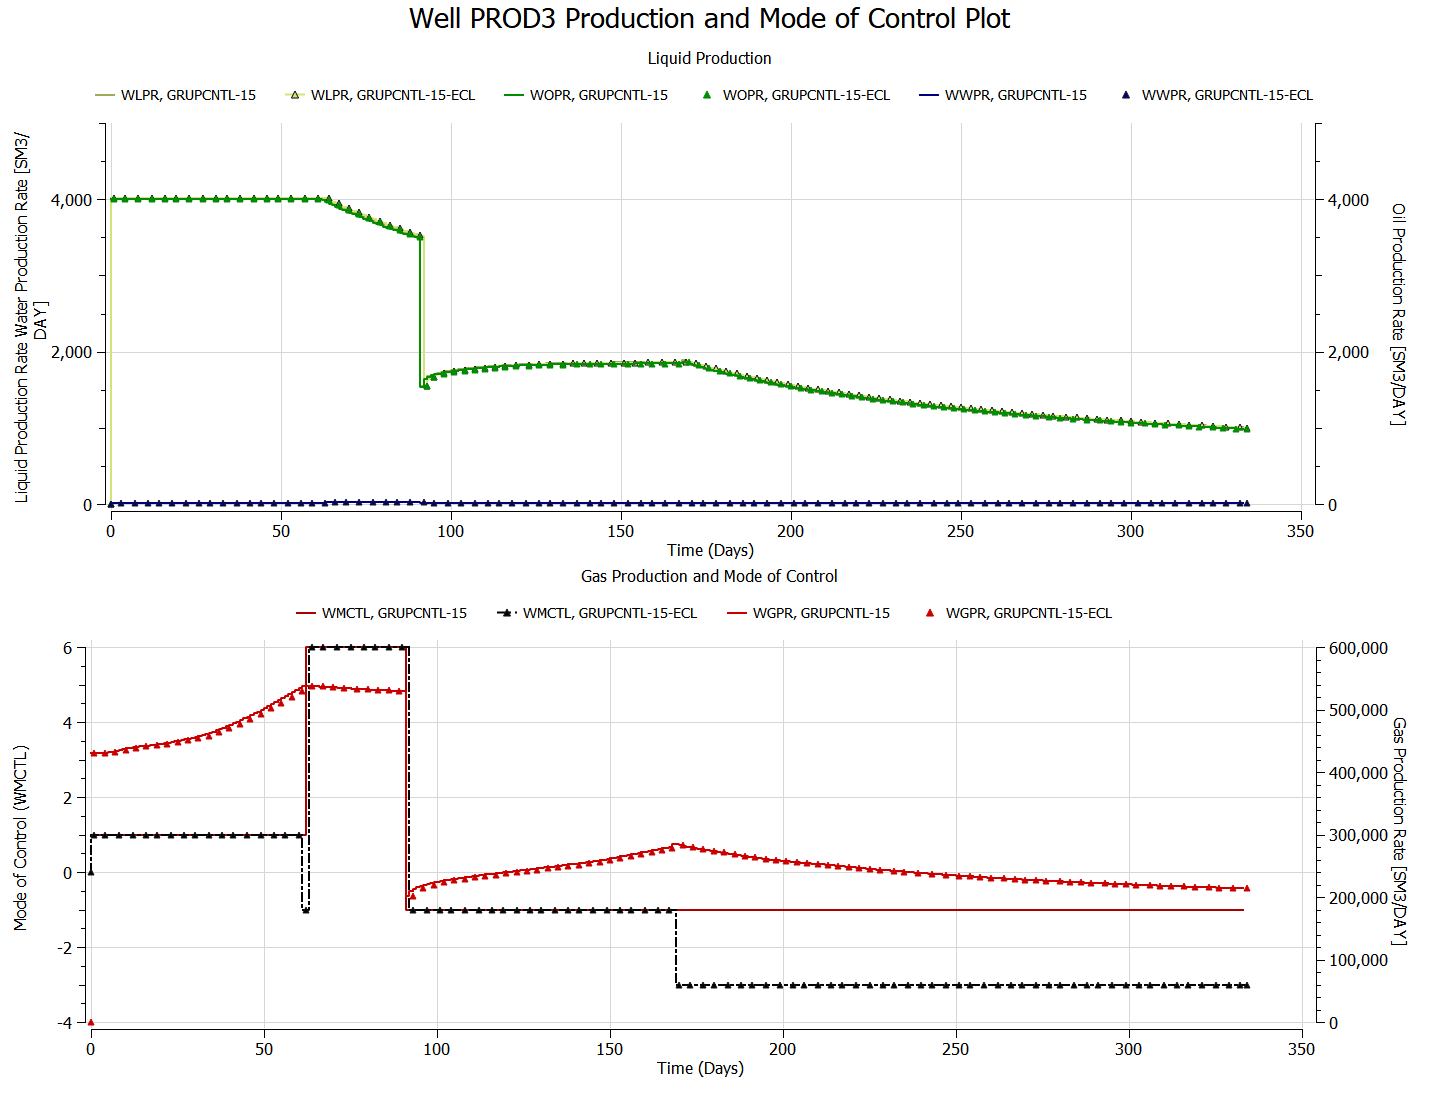 Well PROD3 Production and Mode of Control Plot
Liquid Production
WLPR, GRUPCNTL-15
WLPR, GRUPCNTL-15-ECL
WOPR, GRUPCNTL-15
WOPR, GRUPCNTL-15-ECL
WWPR, GRUPCNTL-15
WWPR, GRUPCNTL-15-ECL
Liquid Production Rate Water Production Rate [SM3/
DAY]
4,000
2,000
0
Oil Production Rate [SM3/DAY]
4,000
2,000
0
0
50
100
150
200
250
300
350
Time (Days)
Gas Production and Mode of Control
WMCTL, GRUPCNTL-15
WMCTL, GRUPCNTL-15-ECL
WGPR, GRUPCNTL-15
WGPR, GRUPCNTL-15-ECL
Mode of Control (WMCTL)
6
4
2
0
-2
-4
Gas Production Rate [SM3/DAY]
600,000
500,000
400,000
300,000
200,000
100,000
0
0
50
100
150
200
250
300
350
Time (Days)